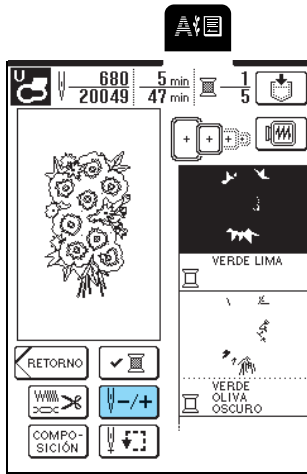 A
U
680 5 min 1
20049 47 min 5
VERDE LIMA
RETORNO
VERDE
OLIVA
OSCURO
-/+
COMPO-
SICIÓN